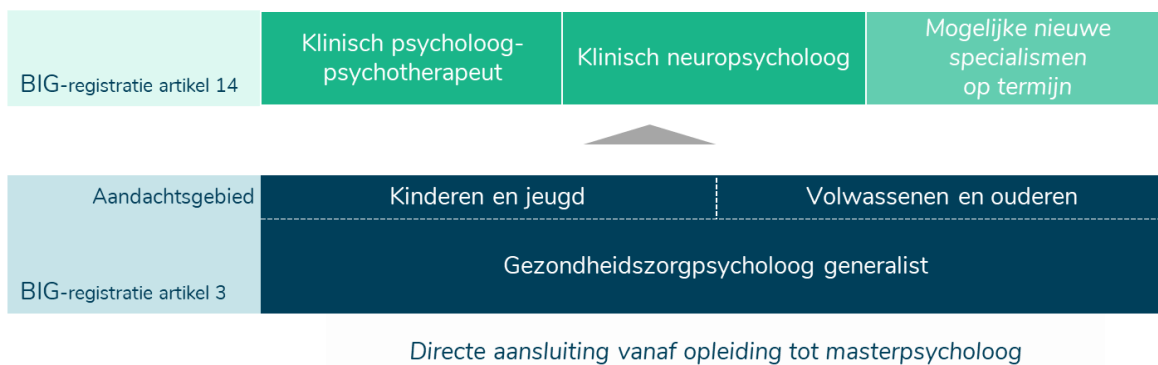 Klinisch psycholoog-
psychotherapeut
Klinisch neuropsycholoog
Mogelijke nieuwe
specialismen
op termijn
BIG-registratie artikel 14
Aandachtsgebied
Kinderen en jeugd
Volwassenen en ouderen
Gezondheidszorgpsycholoog generalist
BIG-registratie artikel 3
Directe aansluiting vanaf opleiding tot masterpsycholoog